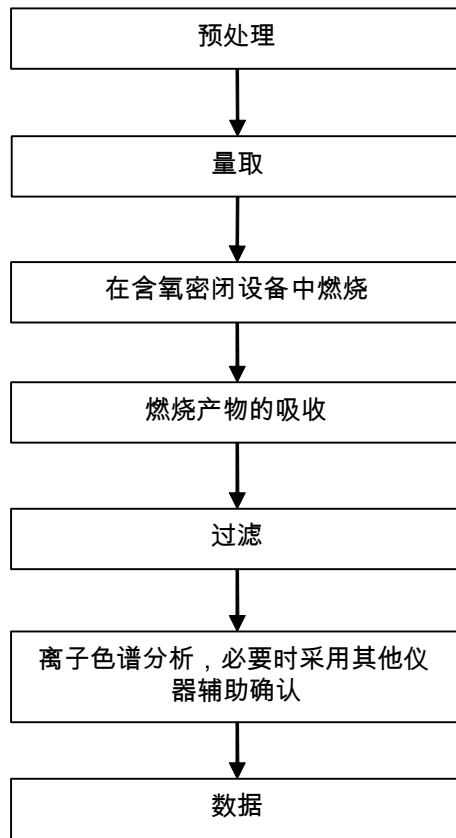 预处理
量取
在含氧密闭设备中燃烧
燃烧产物的吸收
过滤
离子色谱分析，必要时采用其他仪
器辅助确认
数据